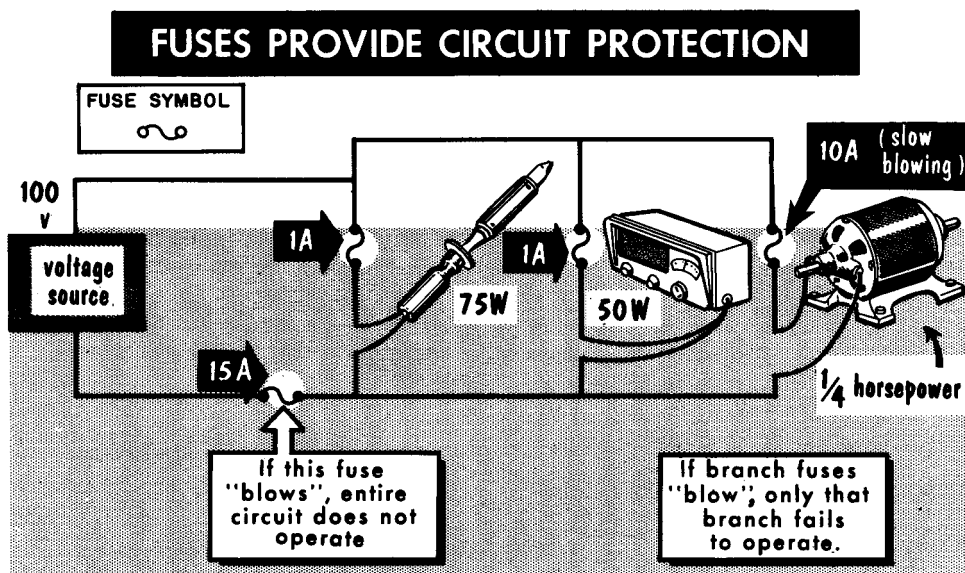 FUSES PROVIDE CIRCUIT PROTECTION
FUSE SYMBOL
10A (slow
blowing)
100
v
1A
1A
voltage
source
75W
50W
15A
1/4 horsepower
If this fuse
"blows", entire
circuit does not
operate
If branch fuses
"blow", only that
branch fails
to operate.